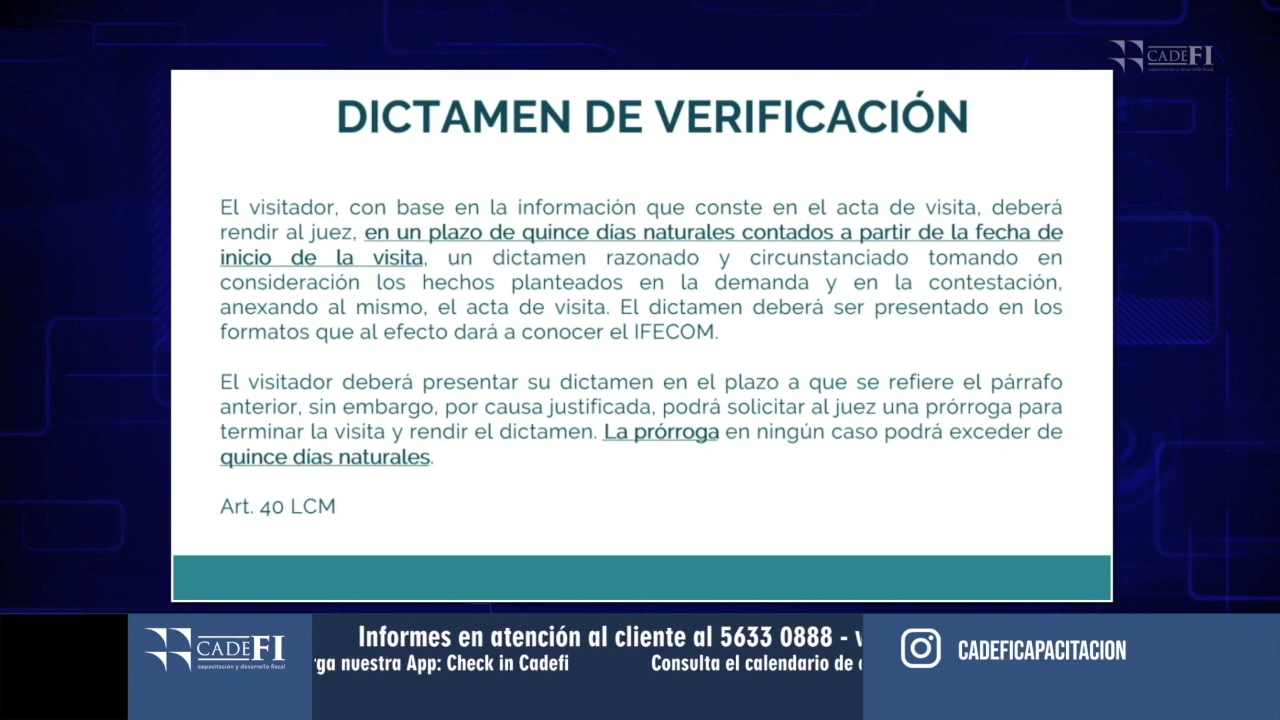 CADEFI
capacitación y desarrollo fiscal
DICTAMEN DE VERIFICACIÓN
El visitador, con base en la información que conste en el acta de visita, deberá
rendir al juez, en un plazo de quince días naturales contados a partir de la fecha de
inicio de la visita, un dictamen razonado y circunstanciado tomando en
consideración los hechos planteados en la demanda y en la contestación,
anexando al mismo, el acta de visita. El dictamen deberá ser presentado en los
formatos que al efecto dará a conocer el IFECOM.
El visitador deberá presentar su dictamen en el plazo a que se refiere el párrafo
anterior, sin embargo, por causa justificada, podrá solicitar al juez una prórroga para
terminar la visita y rendir el dictamen. La prórroga en ningún caso podrá exceder de
quince días naturales.
Art. 40 LCM
CADEFI
capacitación y desarrollo fiscal
Informes en atención al cliente al 5633 0888 -
rga nuestra App: Check in Cadefi Consulta el calendario de
CADEFICAPACITACION